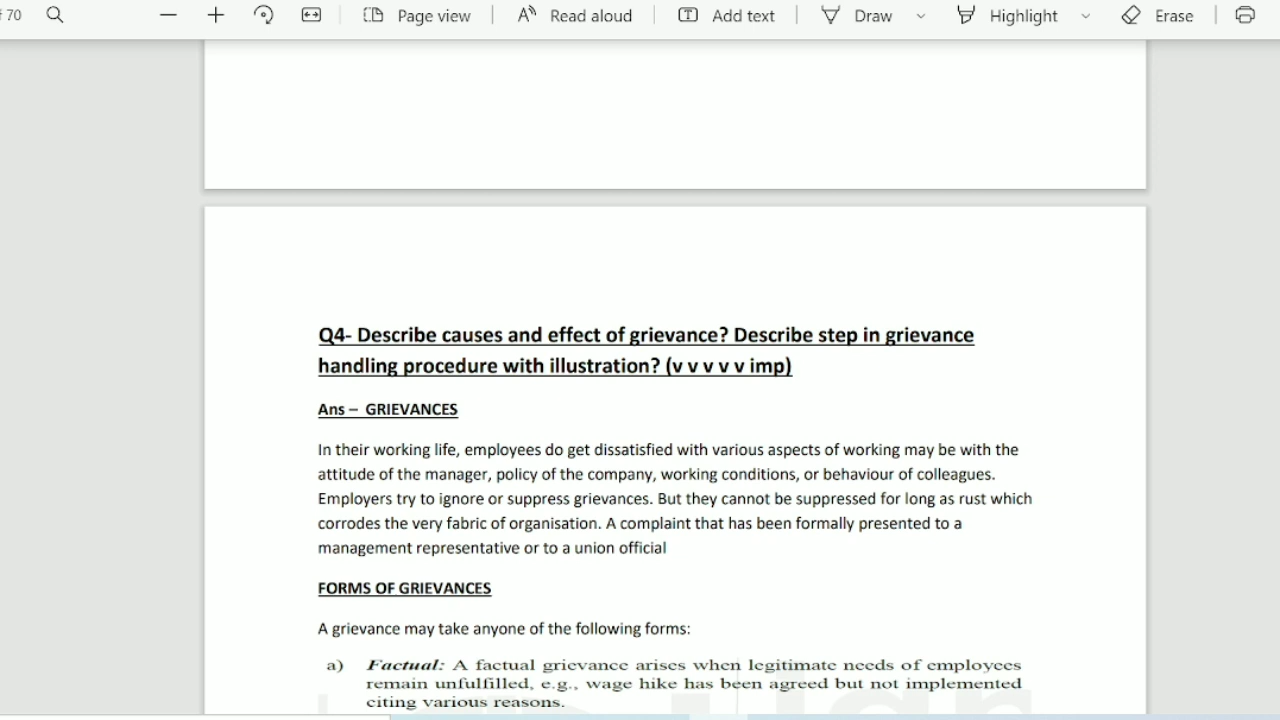 f 70 Page view Read aloud Add text Draw Highlight Erase
Q4- Describe causes and effect of grievance? Describe step in grievance
handling procedure with illustration? (v v v v v imp)
Ans – GRIEVANCES
In their working life, employees do get dissatisfied with various aspects of working may be with the
attitude of the manager, policy of the company, working conditions, or behaviour of colleagues.
Employers try to ignore or suppress grievances. But they cannot be suppressed for long as rust which
corrodes the very fabric of organisation. A complaint that has been formally presented to a
management representative or to a union official
FORMS OF GRIEVANCES
A grievance may take anyone of the following forms:
a) Factual: A factual grievance arises when legitimate needs of employees
remain unfulfilled, e.g., wage hike has been agreed but not implemented
citing various reasons.